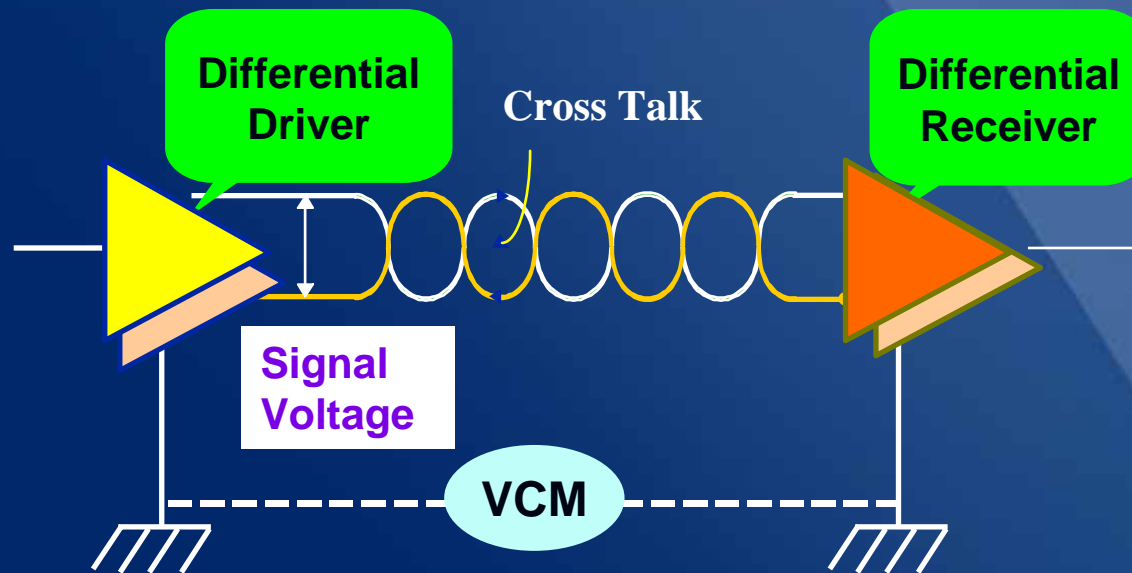 Differential
Driver
Cross Talk
Differential
Receiver
Signal
Voltage
VCM